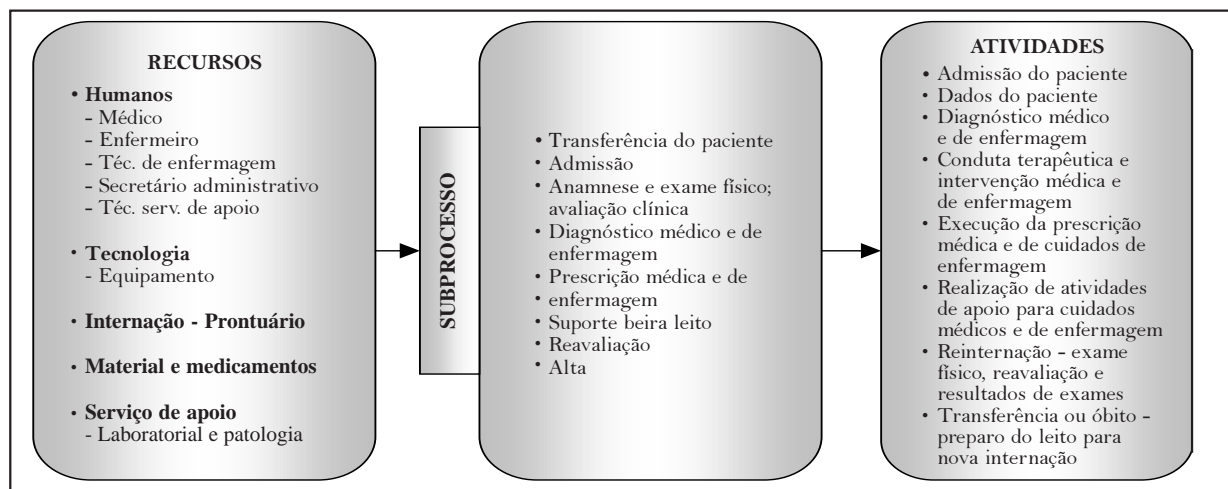 RECURSOS
• Humanos
- Médico
- Enfermeiro
- Téc. de enfermagem
- Secretário administrativo
- Téc. serv. de apoio
• Tecnologia
- Equipamento
• Internação - Prontuário
• Material e medicamentos
• Serviço de apoio
- Laboratorial e patologia
SUBPROCESSO
• Transferência do paciente
• Admissão
• Anamnese e exame físico;
avaliação clínica
• Diagnóstico médico e de
enfermagem
• Prescrição médica e de
• enfermagem
• Suporte beira leito
• Reavaliação
• Alta
ATIVIDADES
• Admissão do paciente
• Dados do paciente
• Diagnóstico médico
e de enfermagem
• Conduta terapêutica e
intervenção médica e
de enfermagem
• Execução da prescrição
médica e de cuidados de
enfermagem
• Realização de atividades
de apoio para cuidados
médicos e de enfermagem
• Reinternação - exame
físico, reavaliação e
resultados de exames
• Transferência ou óbito -
preparo do leito para
nova internação